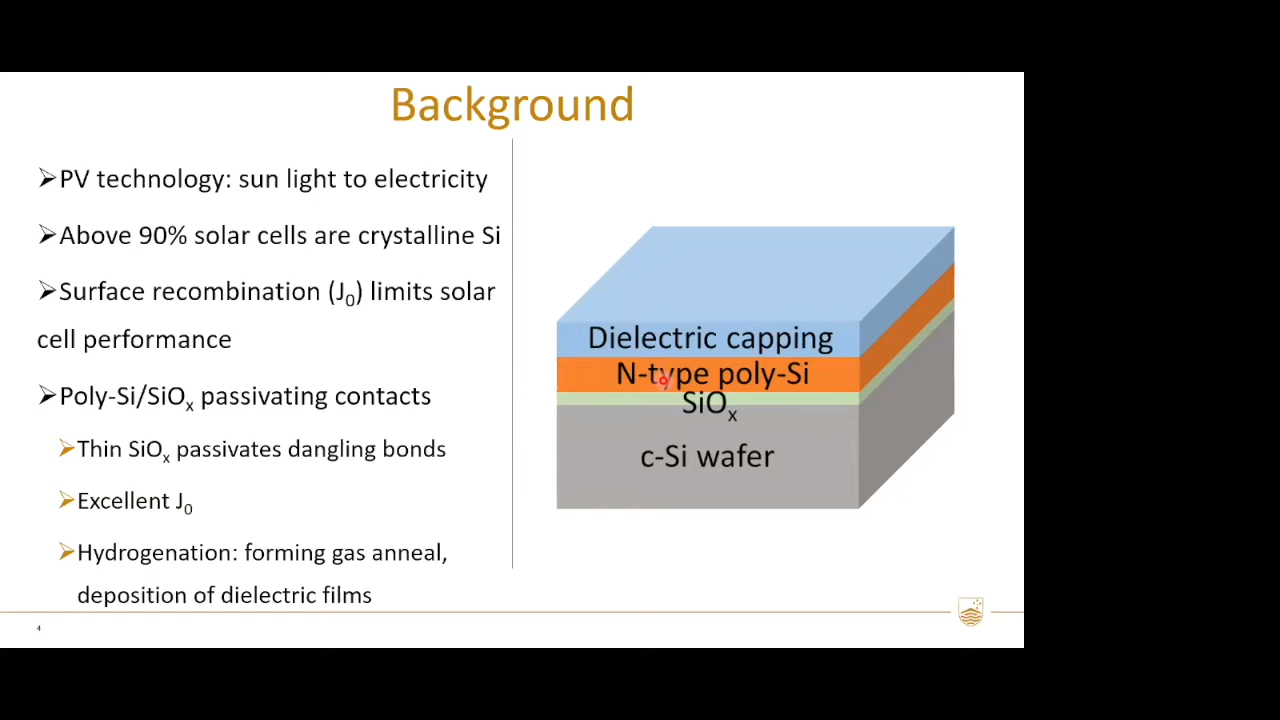 Background
➢PV technology: sun light to electricity
➢Above 90% solar cells are crystalline Si
➢Surface recombination (J₀) limits solar
cell performance
➢Poly-Si/SiOₓ passivating contacts
➢Thin SiOₓ passivates dangling bonds
➢Excellent J₀
➢Hydrogenation: forming gas anneal,
deposition of dielectric films
Dielectric capping
N-type poly-Si
SiOₓ
c-Si wafer
4